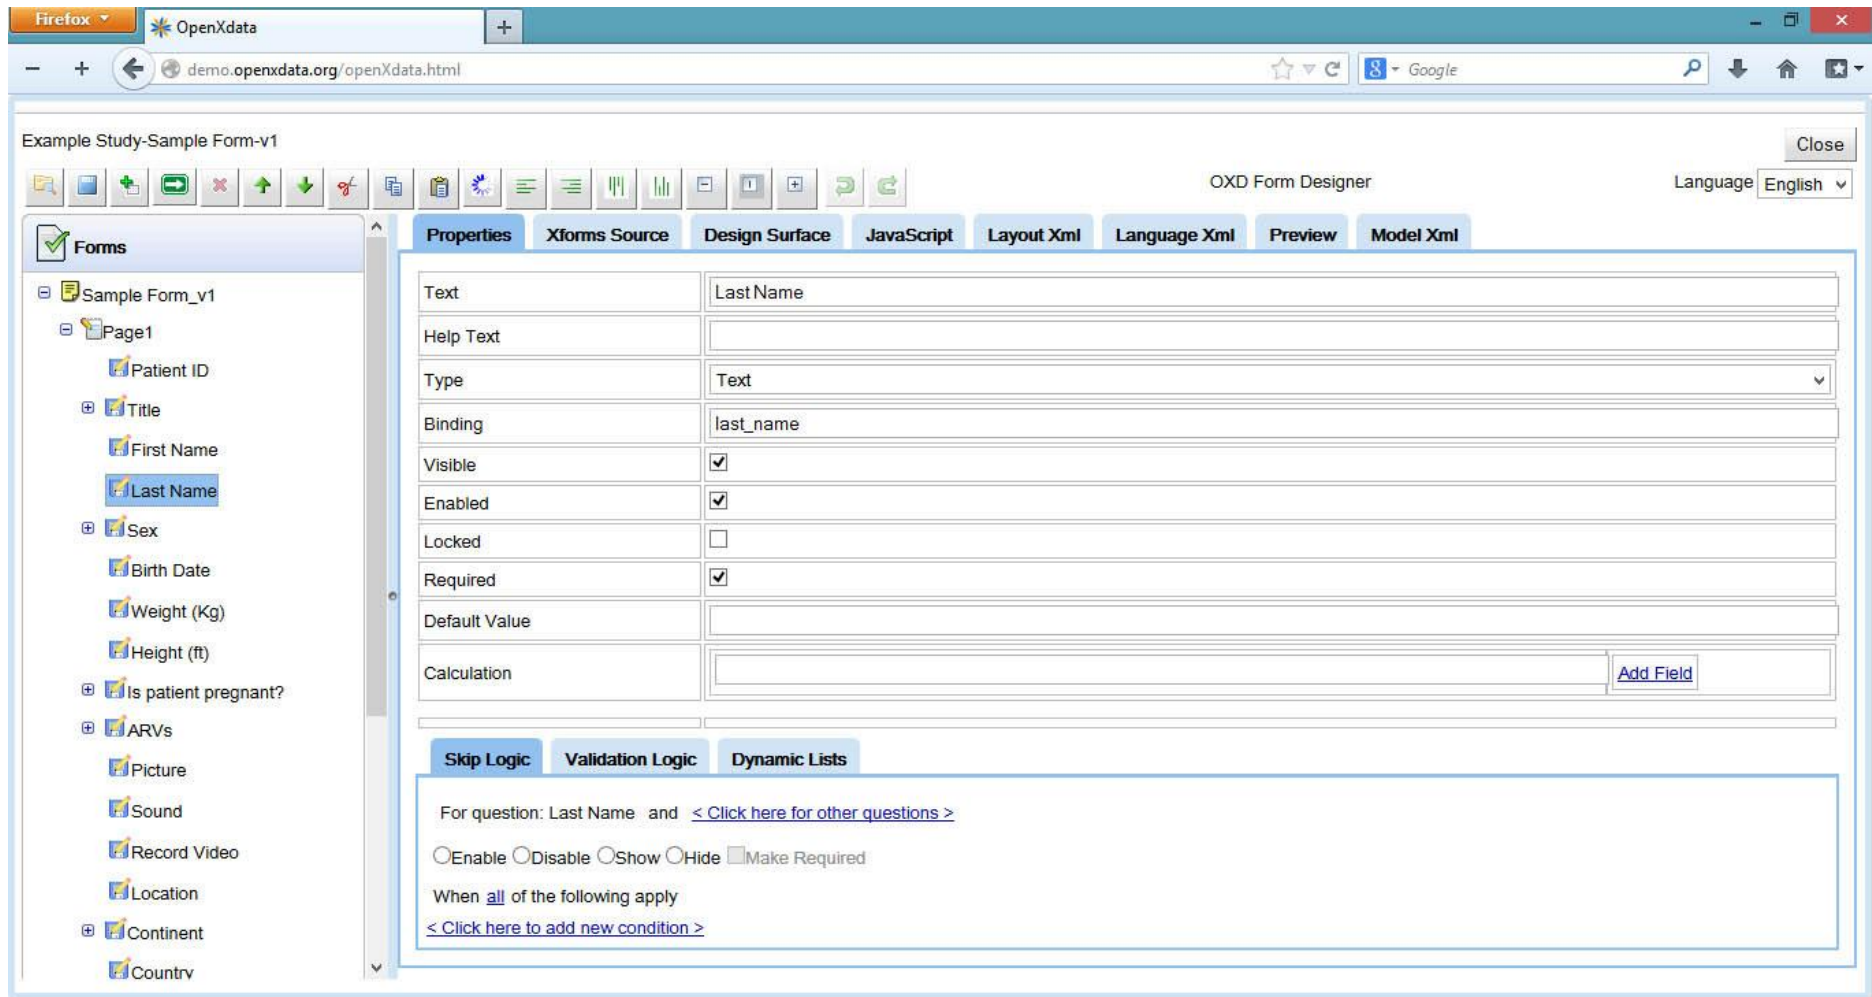 Firefox
OpenXdata
demo.openxdata.org/openXdata.html
8 Google
Example Study-Sample Form-v1
Close
OXD Form Designer
Language English
Forms
Properties Xforms Source Design Surface JavaScript Layout Xml Language Xml Preview Model Xml
Sample Form_v1
Page1
Patient ID
Title
First Name
Last Name
Sex
Birth Date
Weight (Kg)
Height (ft)
Is patient pregnant?
ARVs
Picture
Sound
Record Video
Location
Continent
Country
Text Last Name
Help Text
Type Text
Binding last_name
Visible
Enabled
Locked
Required
Default Value
Calculation Add Field
Skip Logic Validation Logic Dynamic Lists
For question: Last Name and < Click here for other questions >
Enable Disable Show Hide Make Required
When all of the following apply
< Click here to add new condition >